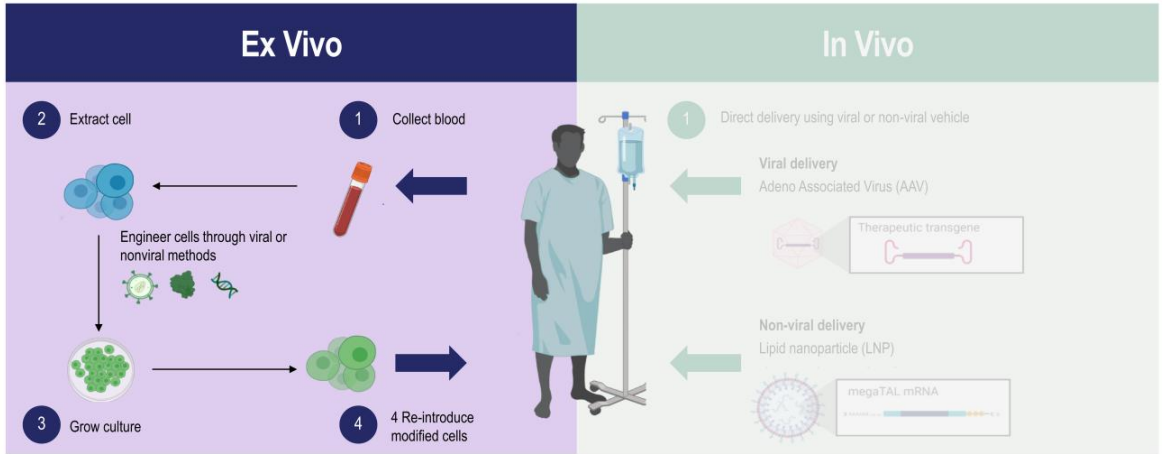 Ex Vivo
In Vivo
2
Extract cell
1
Collect blood
1
Direct delivery using viral or non-viral vehicle
Viral delivery
Adeno Associated Virus (AAV)
Therapeutic transgene
Engineer cells through viral or
nonviral methods
Non-viral delivery
Lipid nanoparticle (LNP)
megaTAL mRNA
3
Grow culture
4
4 Re-introduce
modified cells